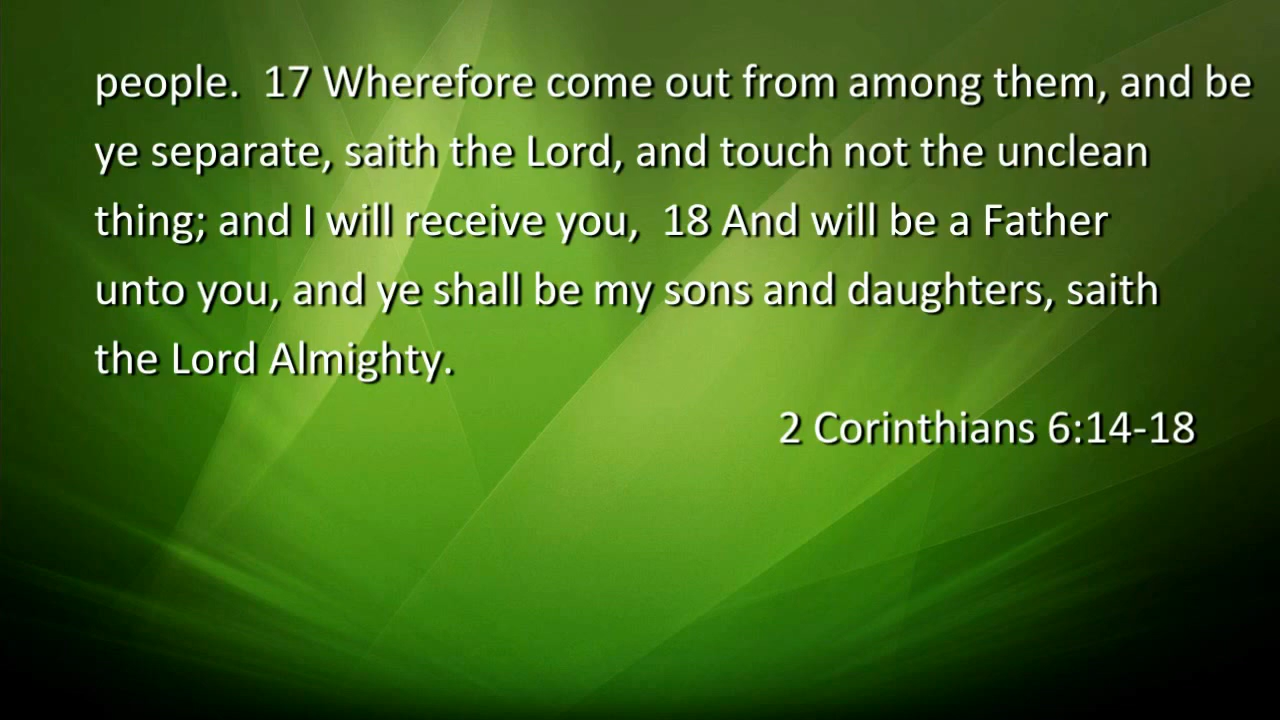 people.  17 Wherefore come out from among them, and be
ye separate, saith the Lord, and touch not the unclean
thing; and I will receive you,  18 And will be a Father
unto you, and ye shall be my sons and daughters, saith
the Lord Almighty.
2 Corinthians 6:14-18